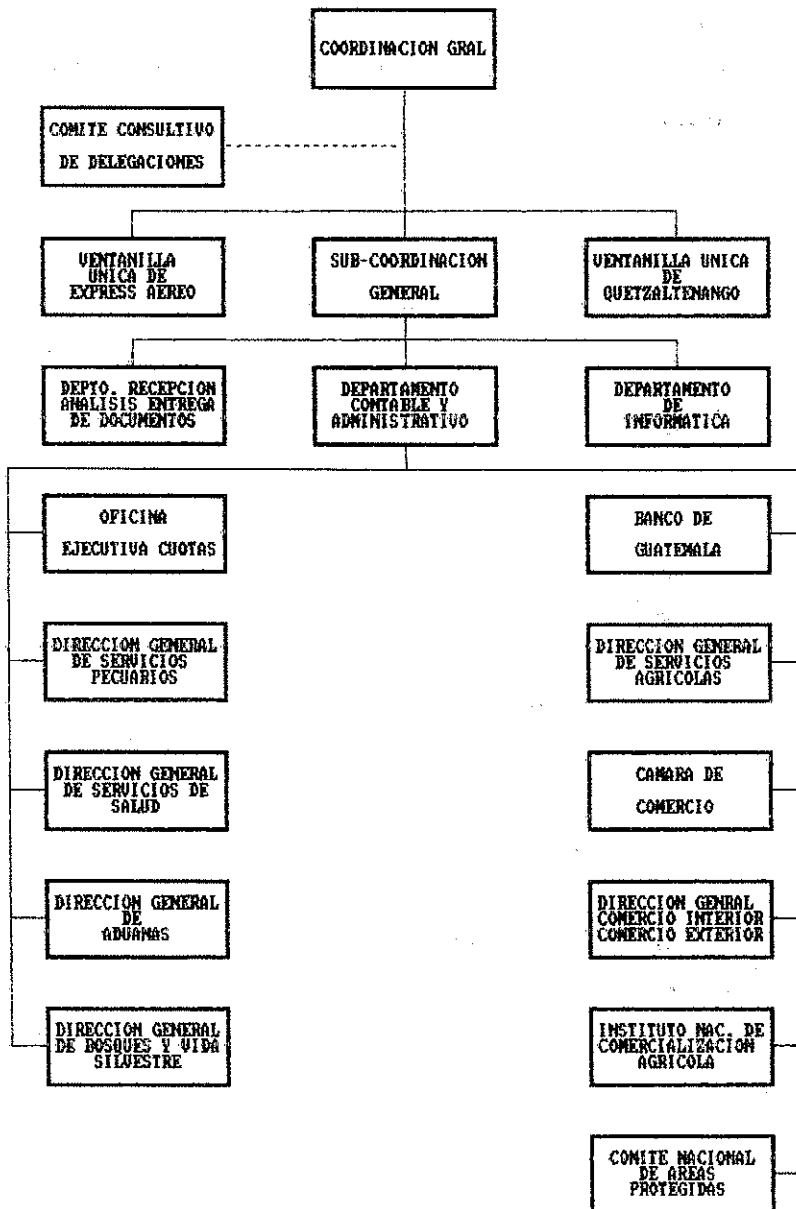 COORDINACION GRAL
COMITE CONSULTIVO
DE DELEGACIONES
VENTANILLA
UNICA DE
EXPRESS AEREO
SUB-COORDINACION
GENERAL
VENTANILLA UNICA
DE
QUETZALTENANGO
DEPTO. RECEPCION
ANALISIS ENTREGA
DE DOCUMENTOS
DEPARTAMENTO
CONTABLE Y
ADMINISTRATIVO
DEPARTAMENTO
DE
INFORMATICA
OFICINA
EJECUTIVA CUOTAS
BANCO DE
GUATEMALA
DIRECCION GENERAL
DE SERVICIOS
PECUARIOS
DIRECCION GENERAL
DE SERVICIOS
AGRICOLAS
DIRECCION GENERAL
DE SERVICIOS DE
SALUD
CAMARA DE
COMERCIO
DIRECCION GENERAL
DE
ADUANAS
DIRECCION GENRAL
COMERCIO INTERIOR
COMERCIO EXTERIOR
DIRECCION GENERAL
DE BOSQUES Y VIDA
SILVESTRE
INSTITUTO NAC. DE
COMERCIALIZACION
AGRICOLA
COMITE NACIONAL
DE AREAS
PROTEGIDAS